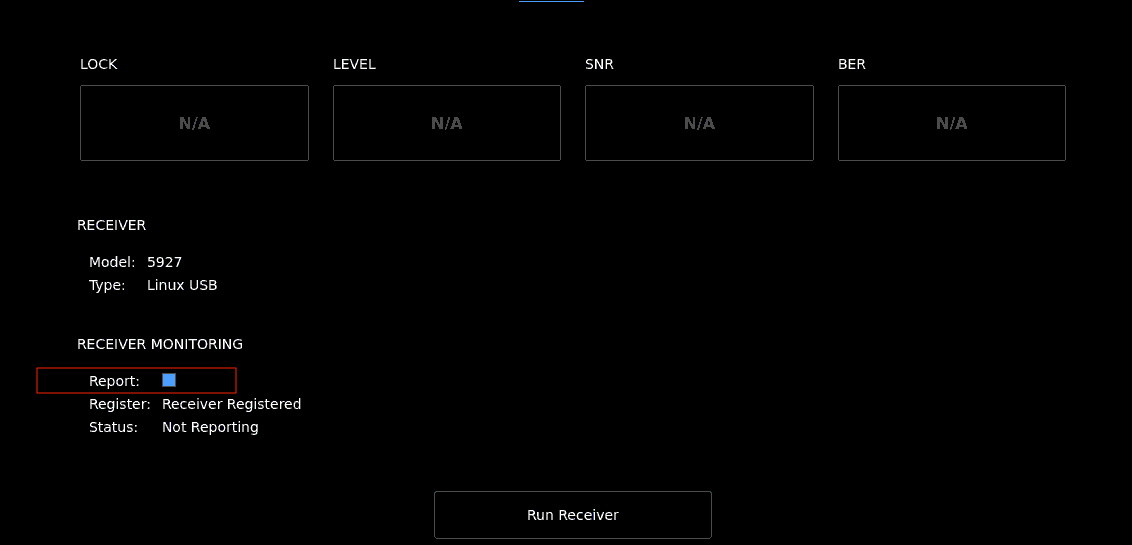 LOCK LEVEL SNR BER
N/A N/A N/A N/A
RECEIVER
Model: 5927
Type: Linux USB
RECEIVER MONITORING
Report:
Register: Receiver Registered
Status: Not Reporting
Run Receiver